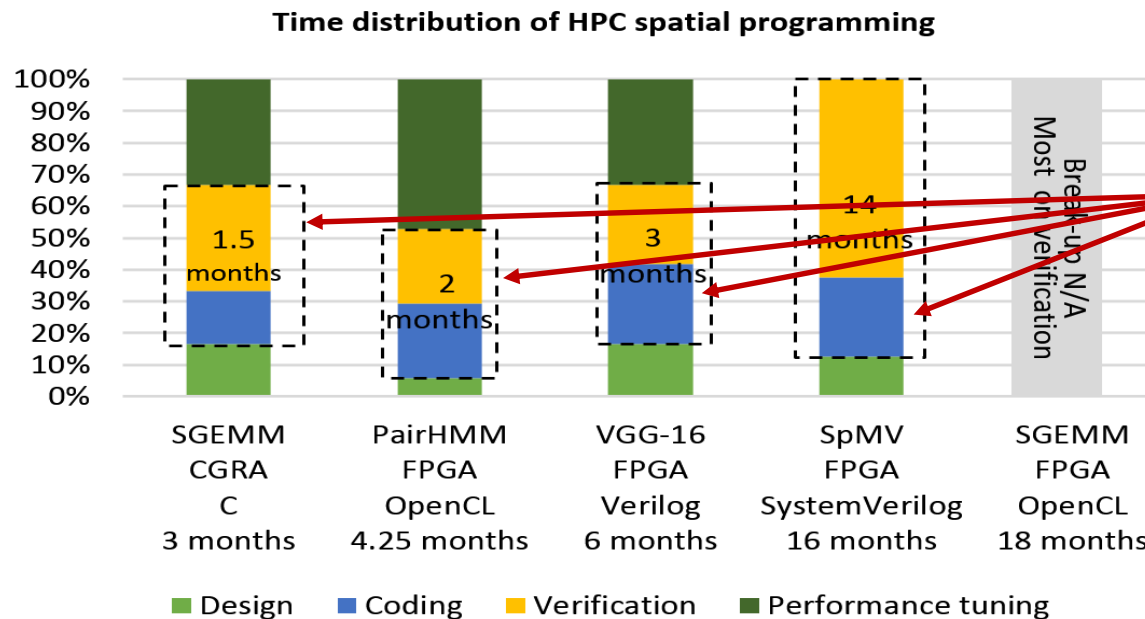 Time distribution of HPC spatial programming
100%
90%
80%
70%
60%
50%
40%
30%
20%
10%
0%
1.5
months
2
months
3
months
14
months
Break-up N/A
Most on verification
SGEMM
CGRA
C
3 months
PairHMM
FPGA
OpenCL
4.25 months
VGG-16
FPGA
Verilog
6 months
SpMV
FPGA
SystemVerilog
16 months
SGEMM
FPGA
OpenCL
18 months
Design
Coding
Verification
Performance tuning